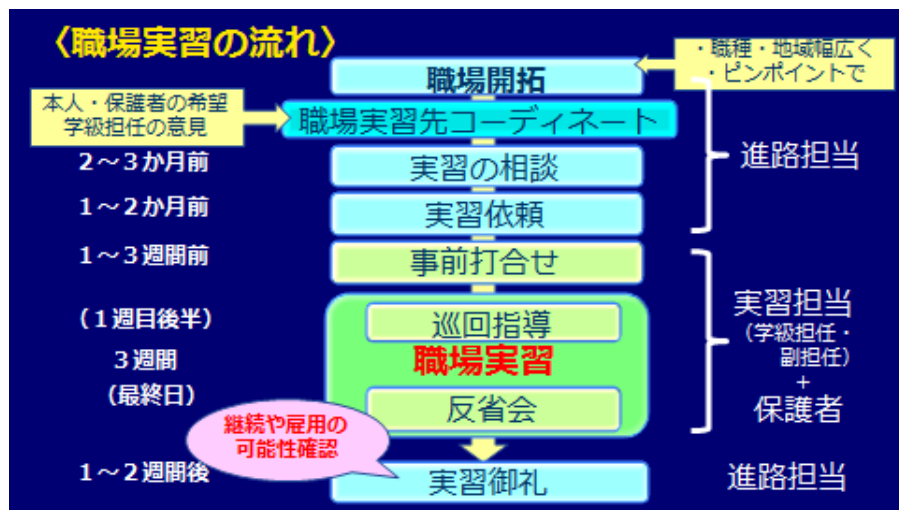 〈職場実習の流れ〉
・職種・地域幅広く
・ピンポイントで
職場開拓
本人・保護者の希望
学級担任の意見
職場実習先コーディネート
進路担当
２～３か月前
実習の相談
１～２か月前
実習依頼
１～３週間前
事前打合せ
（１週目後半）
巡回指導
３週間
職場実習
（最終日）
反省会
実習担当
（学級担任・
副担任）
＋
保護者
継続や雇用の
可能性確認
１～２週間後
実習御礼
進路担当